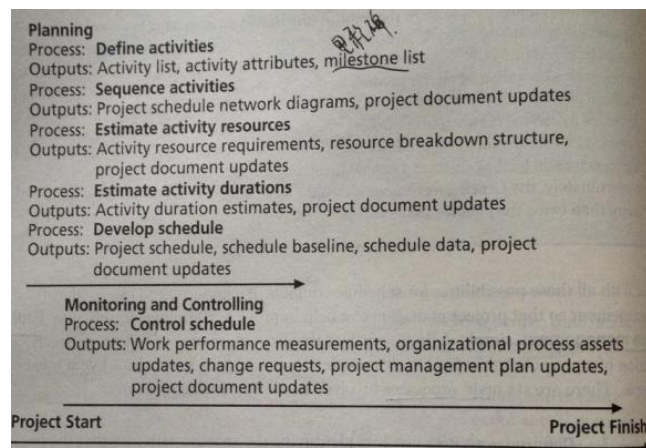 Planning
Process: Define activities
Outputs: Activity list, activity attributes, milestone list
Process: Sequence activities
Outputs: Project schedule network diagrams, project document updates
Process: Estimate activity resources
Outputs: Activity resource requirements, resource breakdown structure,
project document updates
Process: Estimate activity durations
Outputs: Activity duration estimates, project document updates
Process: Develop schedule
Outputs: Project schedule, schedule baseline, schedule data, project
document updates
Monitoring and Controlling
Process: Control schedule
Outputs: Work performance measurements, organizational process assets
updates, change requests, project management plan updates,
project document updates
Project Start
Project Finish